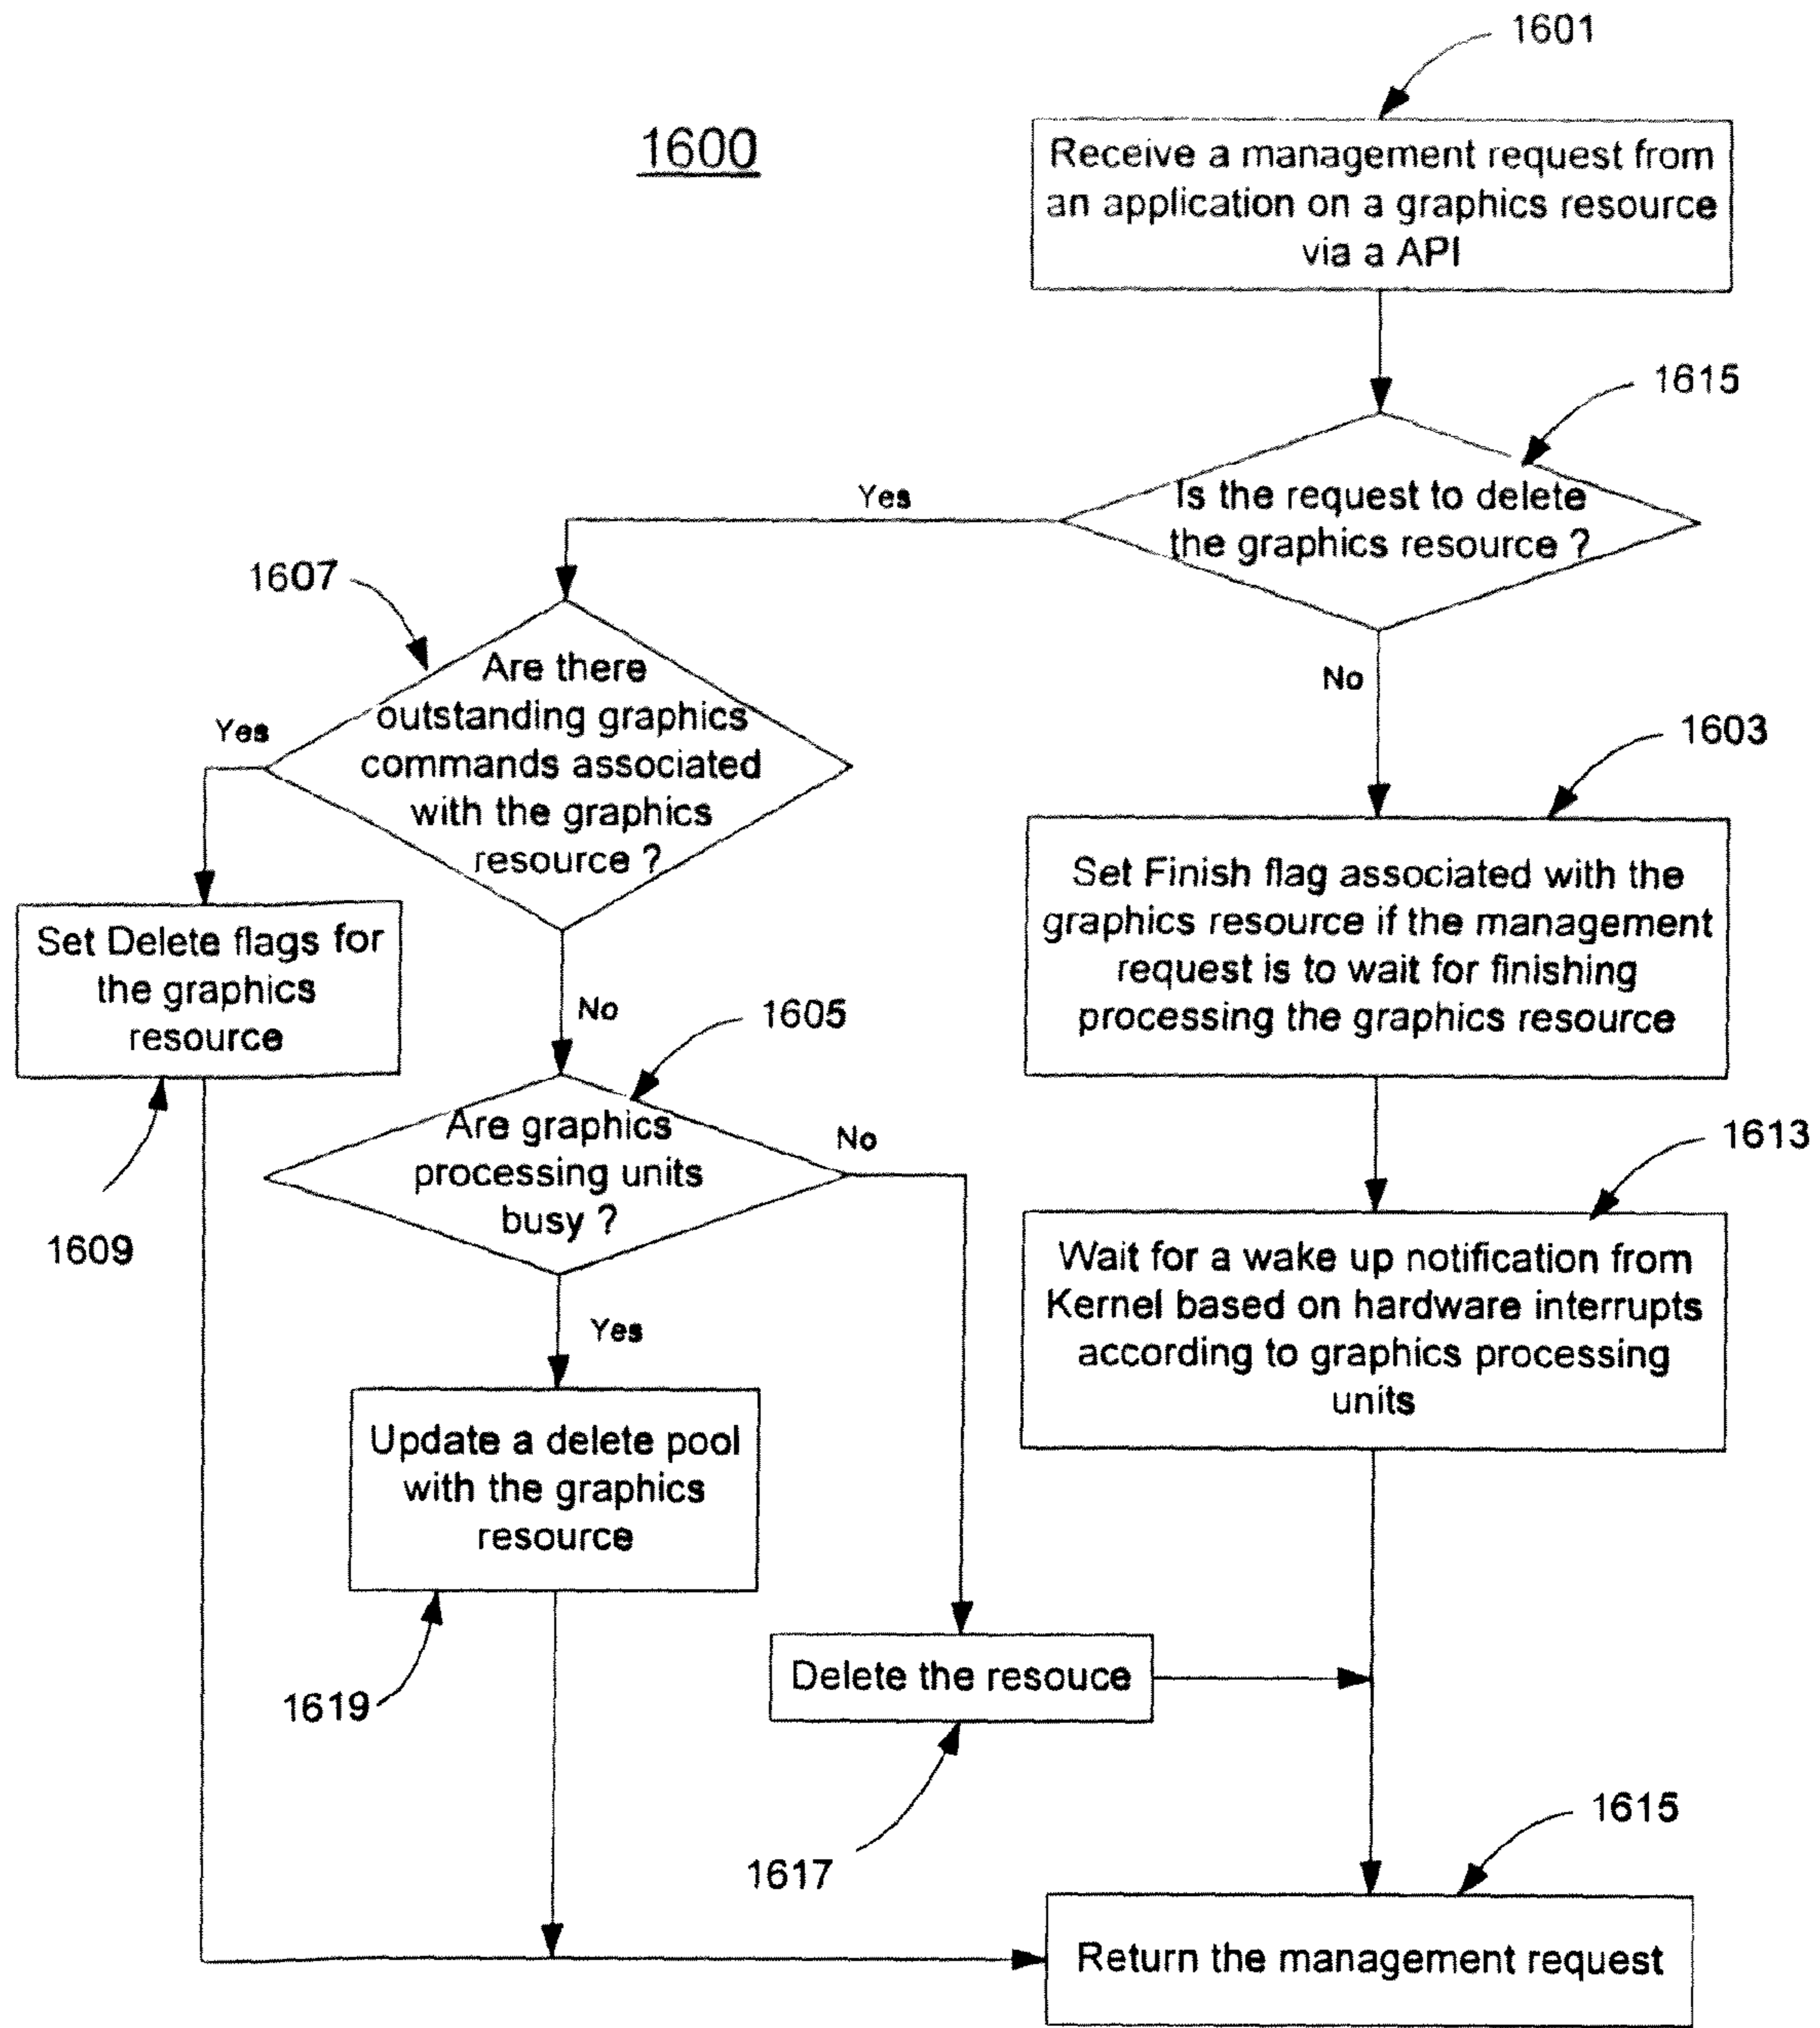 1601
1600
Receive a management request from
an application on a graphics resource
via a API
1615
Is the request to delete
the graphics resource ?
Yes
No
1607
Are there
outstanding graphics
commands associated
with the graphics
resource ?
Yes
No
1603
Set Finish flag associated with the
graphics resource if the management
request is to wait for finishing
processing the graphics resource
Set Delete flags for
the graphics
resource
1609
1605
Are graphics
processing units
busy ?
No
Yes
1613
Wait for a wake up notification from
Kernel based on hardware interrupts
according to graphics processing
units
Update a delete pool
with the graphics
resource
1619
Delete the resouce
1617
1615
Return the management request